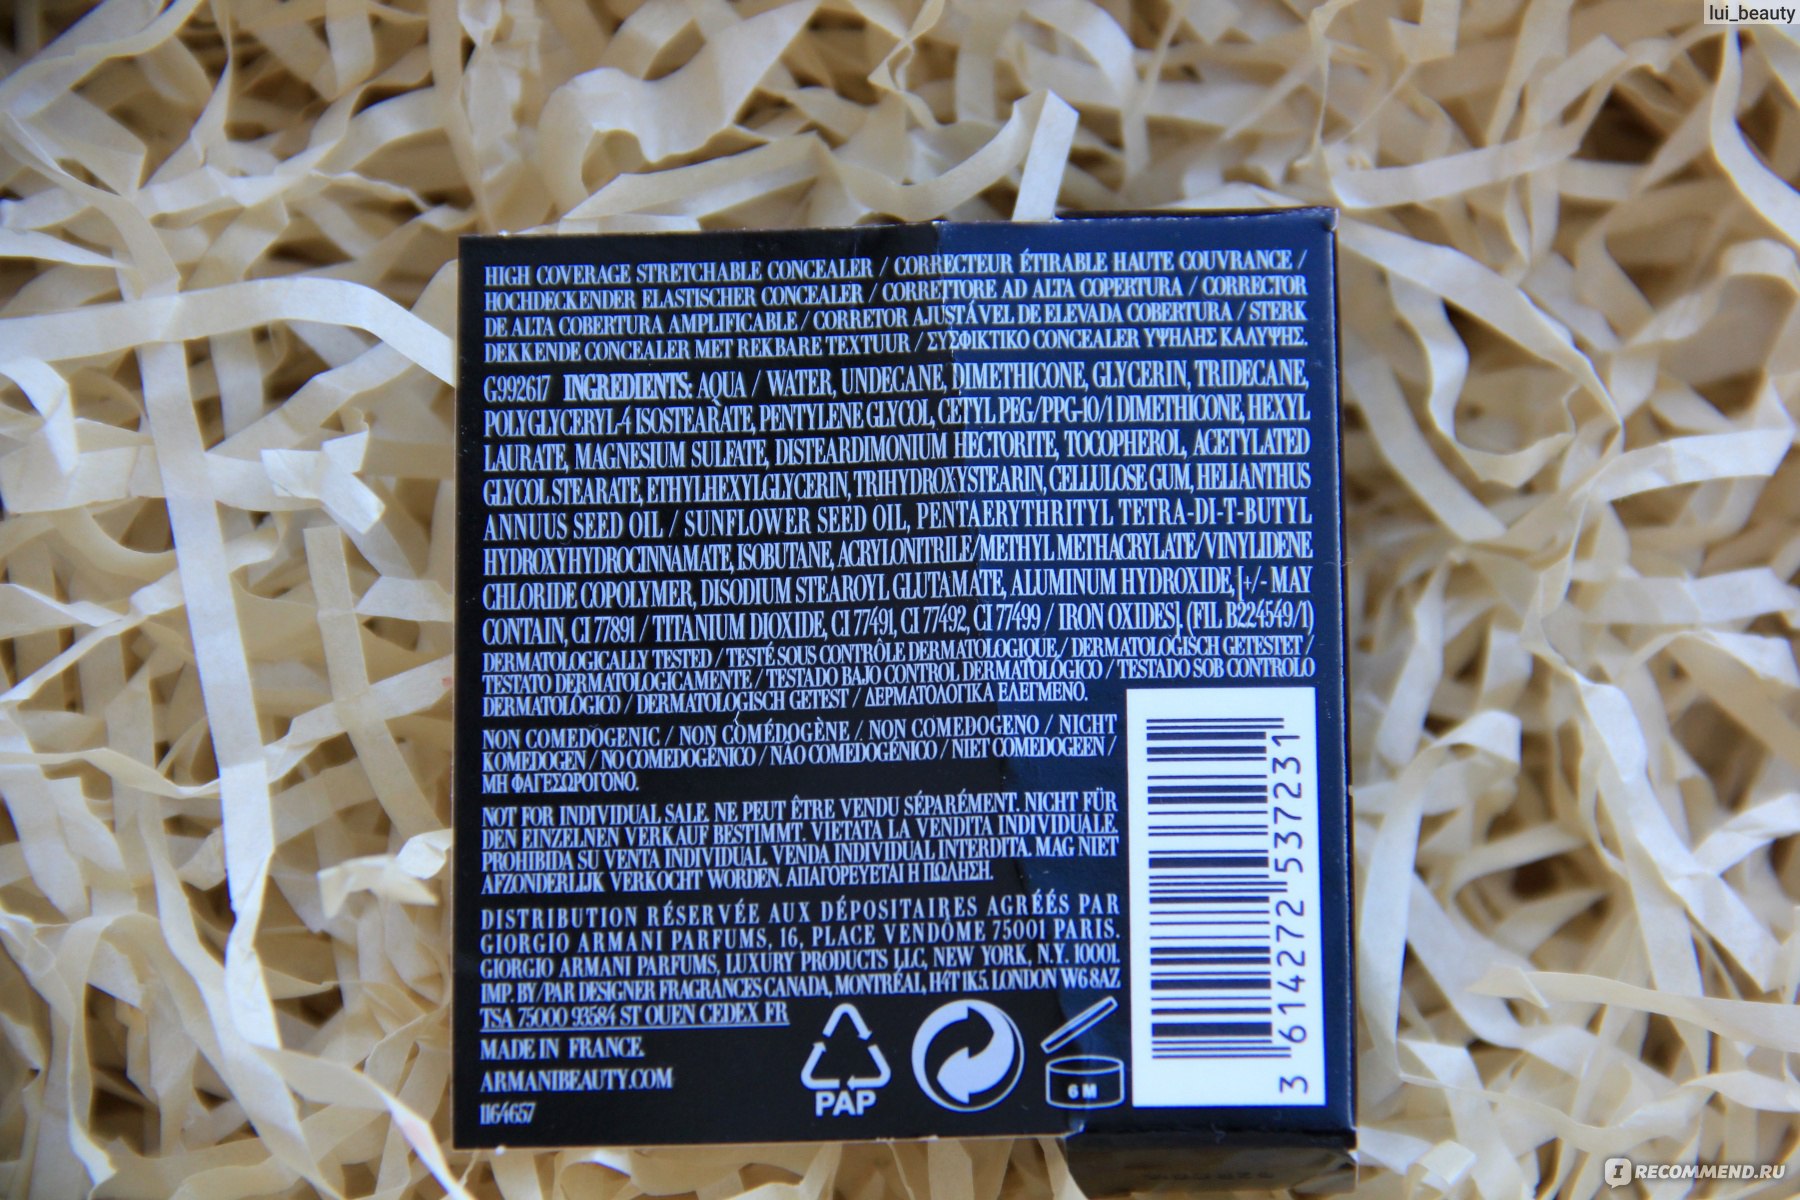 lui_beauty
HIGH COVERAGE STRETCHABLE CONCEALER / CORRECTEUR ÉTIRABLE HAUTE COUVRANCE /
HOCHDECKENDER ELASTISCHER CONCEALER / CORRETTORE AD ALTA COPERTURA / CORRECTOR
DE ALTA COBERTURA AMPLIFICABLE / CORRETOR AJUSTÁVEL DE ELEVADA COBERTURA / STERK
DEKKENDE CONCEALER MET REKBARE TEXTUUR / ΣΥΣΦΙΚΤΙΚΟ CONCEALER ΥΨΗΛΗΣ ΚΑΛΥΨΗΣ.
G992617 INGREDIENTS: AQUA / WATER, UNDECANE, DIMETHICONE, GLYCERIN, TRIDECANE,
POLYGLYCERYL-4 ISOSTEARATE, PENTYLENE GLYCOL, CETYL PEG/PPG-10/1 DIMETHICONE, HEXYL
LAURATE, MAGNESIUM SULFATE, DISTEARDIMONIUM HECTORITE, TOCOPHEROL, ACETYLATED
GLYCOL STEARATE, ETHYLHEXYLGLYCERIN, TRIHYDROXYSTEARIN, CELLULOSE GUM, HELIANTHUS
ANNUUS SEED OIL / SUNFLOWER SEED OIL, PENTAERYTHRITYL TETRA-DI-T-BUTYL
HYDROXYHYDROCINNAMATE, ISOBUTANE, ACRYLONITRILE/METHYL METHACRYLATE/VINYLIDENE
CHLORIDE COPOLYMER, DISODIUM STEAROYL GLUTAMATE, ALUMINUM HYDROXIDE, [+/- MAY
CONTAIN, CI 77891 / TITANIUM DIOXIDE, CI 77491, CI 77492, CI 77499 / IRON OXIDES]. (FIL B224549/1)
DERMATOLOGICALLY TESTED / TESTÉ SOUS CONTRÔLE DERMATOLOGIQUE / DERMATOLOGISCH GETESTET /
TESTATO DERMATOLOGICAMENTE / TESTADO BAJO CONTROL DERMATOLÓGICO / TESTADO SOB CONTROLO
DERMATOLÓGICO / DERMATOLOGISCH GETEST / ΔΕΡΜΑΤΟΛΟΓΙΚΑ ΕΛΕΓΜΕΝΟ.
NON COMEDOGENIC / NON COMÉDOGÈNE / NON COMEDOGENO / NICHT
KOMEDOGEN / NO COMEDOGÉNICO / NÃO COMEDOGÉNICO / NIET COMEDOGEEN /
ΜΗ ΦΑΓΕΣΩΡΟΓΟΝΟ.
NOT FOR INDIVIDUAL SALE. NE PEUT ÊTRE VENDU SÉPARÉMENT. NICHT FÜR
DEN EINZELNEN VERKAUF BESTIMMT. VIETATA LA VENDITA INDIVIDUALE.
PROHIBIDA SU VENTA INDIVIDUAL. VENDA INDIVIDUAL INTERDITA. MAG NIET
AFZONDERLIJK VERKOCHT WORDEN. ΑΠΑΓΟΡΕΥΕΤΑΙ Η ΠΩΛΗΣΗ.
DISTRIBUTION RÉSERVÉE AUX DÉPOSITAIRES AGRÉÉS PAR
GIORGIO ARMANI PARFUMS, 16, PLACE VENDÔME 75001 PARIS.
GIORGIO ARMANI PARFUMS, LUXURY PRODUCTS LLC, NEW YORK, N.Y. 10001.
IMP. BY/PAR DESIGNER FRAGRANCES CANADA, MONTRÉAL, H4T 1K5. LONDON W6 8AZ
TSA 75000 93584 ST OUEN CEDEX FR
MADE IN FRANCE.
ARMANIBEAUTY.COM
1164657
PAP
6 M
3 614272 537231
IRECOMMEND.RU